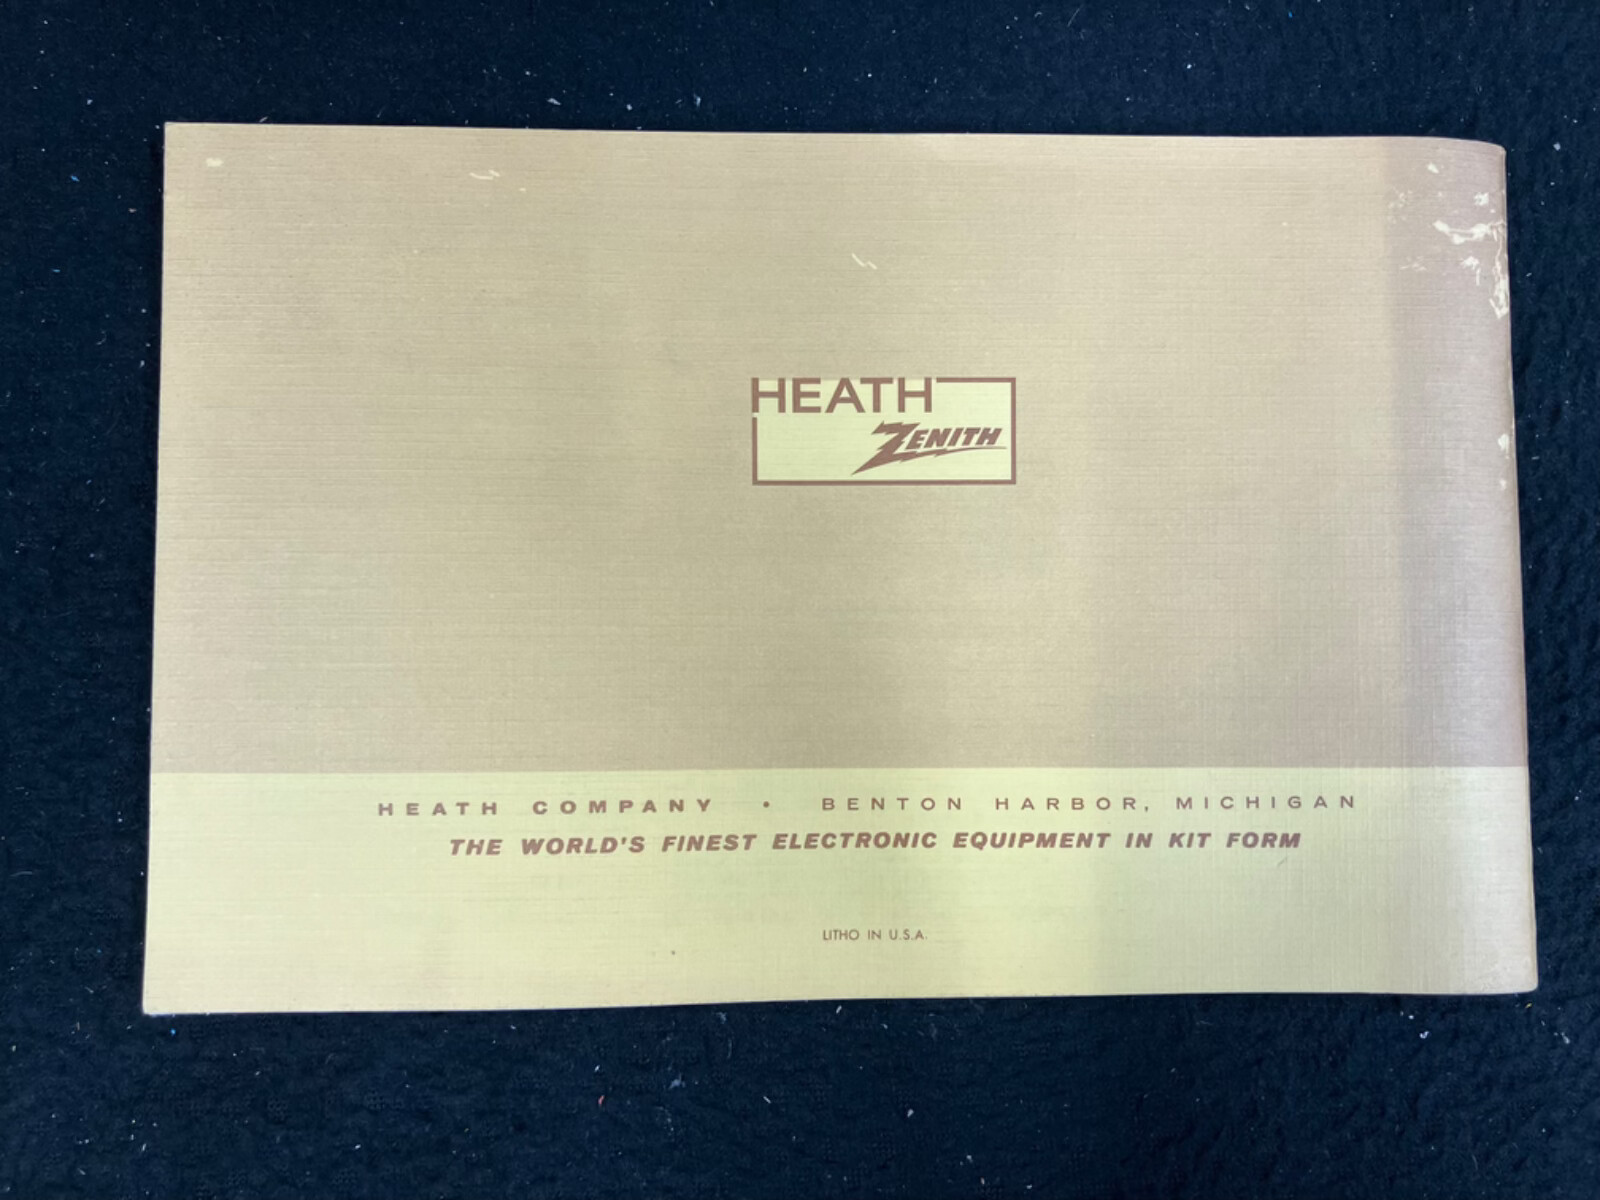 HEATH
ZENITH
HEATH COMPANY • BENTON HARBOR, MICHIGAN
THE WORLD'S FINEST ELECTRONIC EQUIPMENT IN KIT FORM
LITHO IN U.S.A.